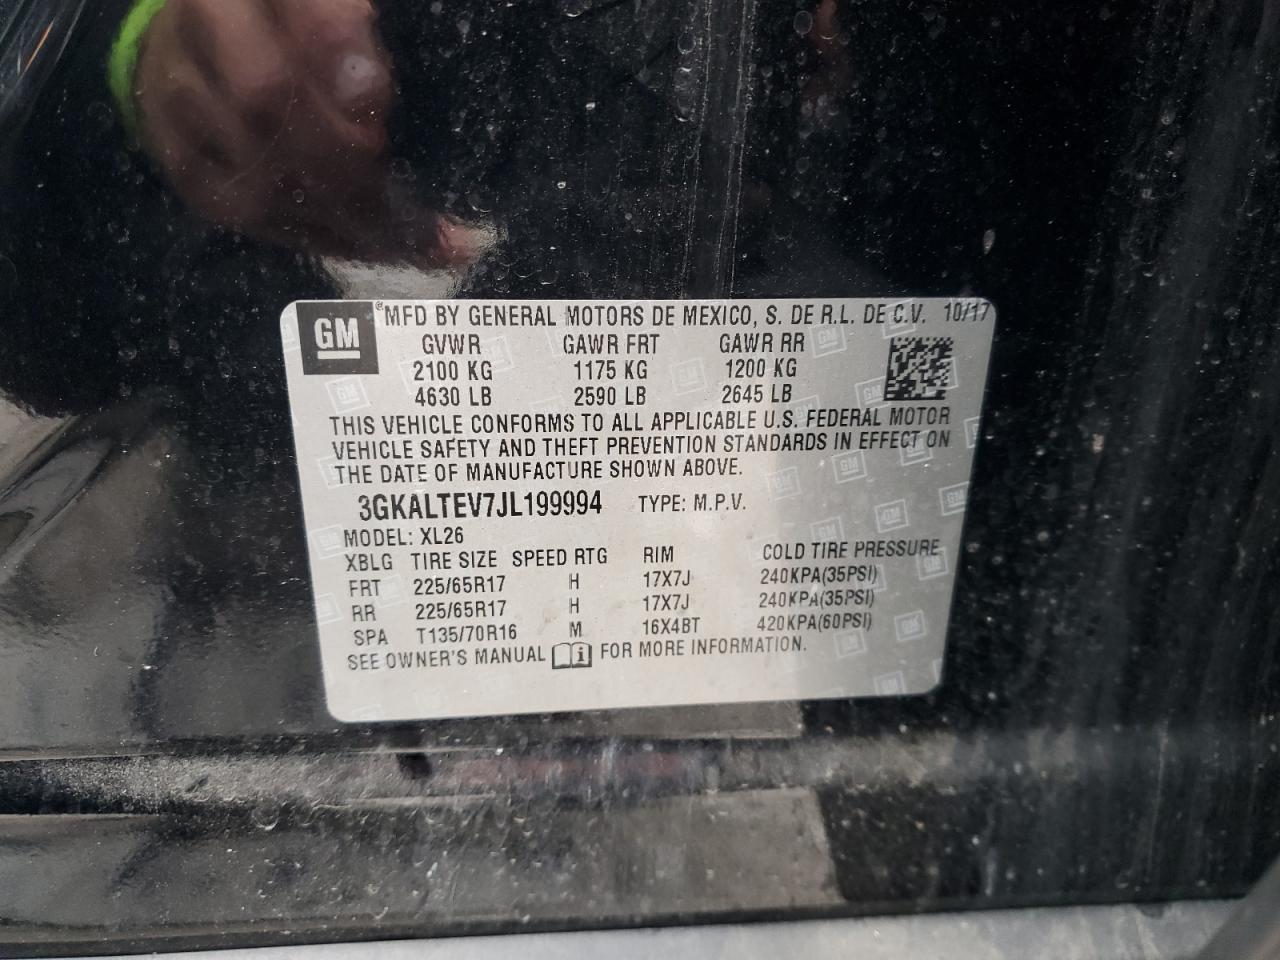 GM ® MFD BY GENERAL MOTORS DE MEXICO, S. DE R.L. DE C.V. 10/17
GVWR GAWR FRT GAWR RR
2100 KG 1175 KG 1200 KG
4630 LB 2590 LB 2645 LB
THIS VEHICLE CONFORMS TO ALL APPLICABLE U.S. FEDERAL MOTOR
VEHICLE SAFETY AND THEFT PREVENTION STANDARDS IN EFFECT ON
THE DATE OF MANUFACTURE SHOWN ABOVE.
3GKALTEV7JL199994 TYPE: M.P.V.
MODEL: XL26
XBLG TIRE SIZE SPEED RTG RIM COLD TIRE PRESSURE
FRT 225/65R17 H 17X7J 240KPA(35PSI)
RR 225/65R17 H 17X7J 240KPA(35PSI)
SPA T135/70R16 M 16X4BT 420KPA(60PSI)
SEE OWNER'S MANUAL i FOR MORE INFORMATION.